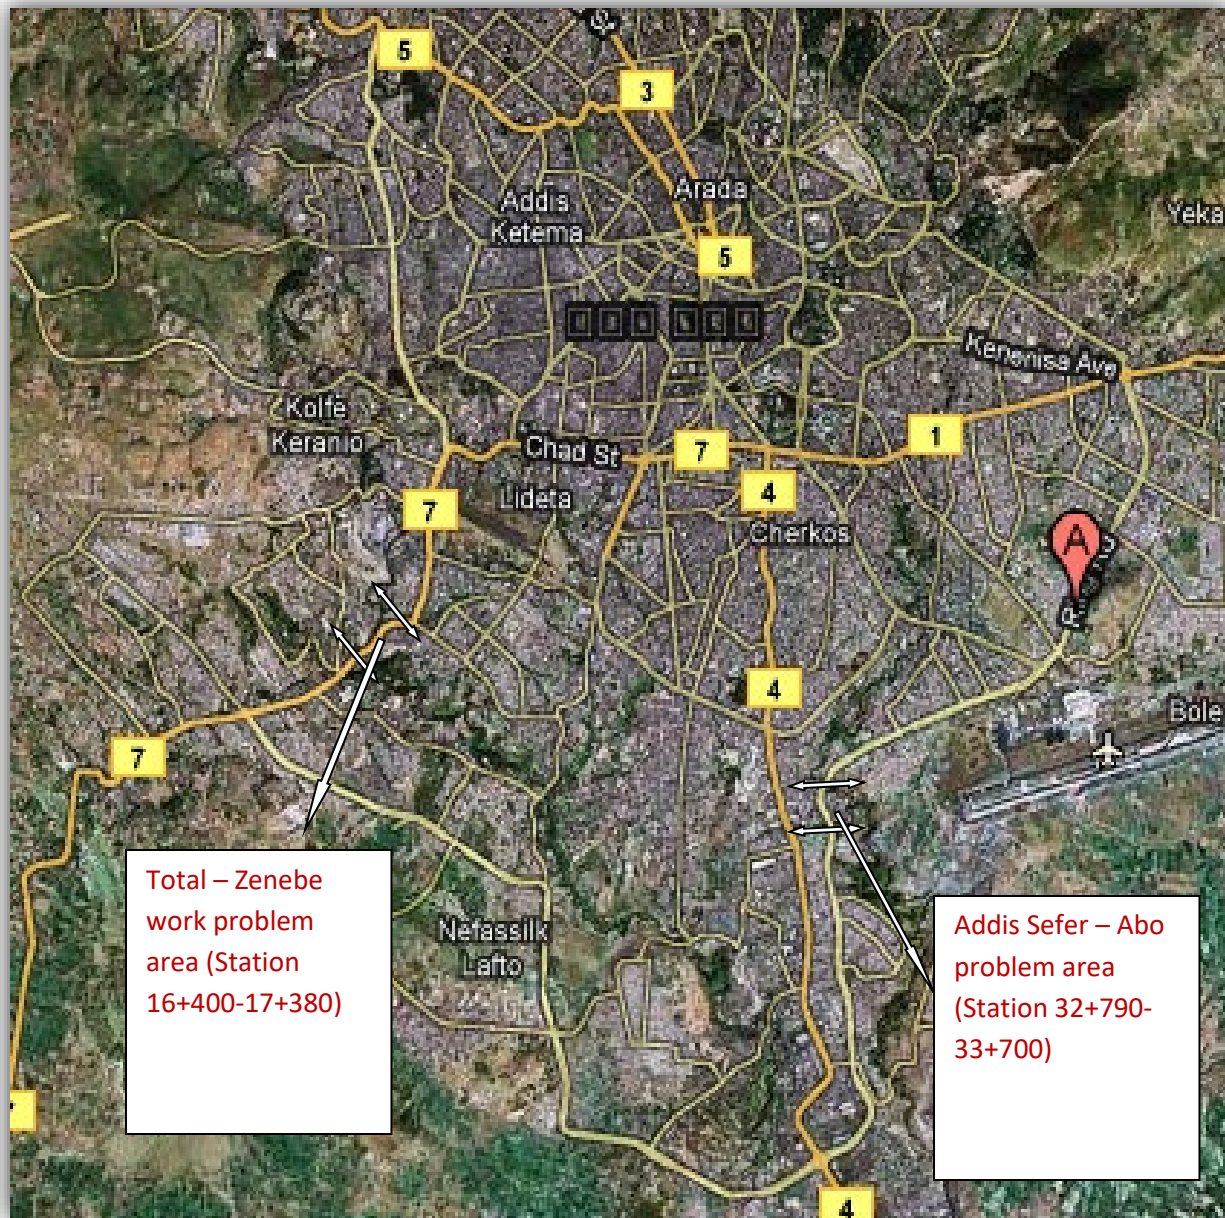 5
3
Arada
Addis
Ketema
Yeka
5
Kenenisa Ave
Kolfe
Keranio
1
Chad St
7
7
Lideta
4
Cherkos
A
4
Bole
7
Total – Zenebe
work problem
area (Station
16+400-17+380)
Addis Sefer – Abo
problem area
(Station 32+790-
33+700)
Nefassilk
Lafto
4